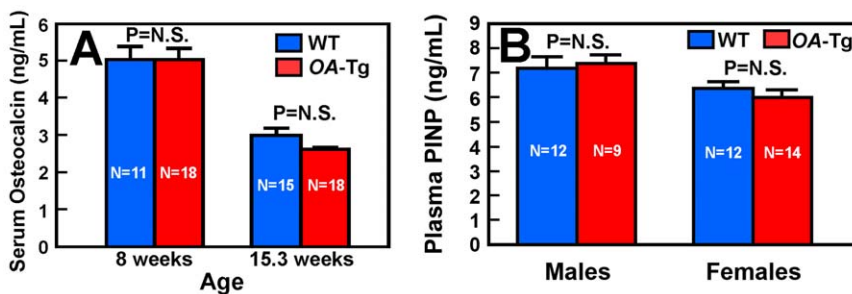 A
P=N.S.
WT
OA-Tg
P=N.S.
N=11
N=18
N=15
N=18
Serum Osteocalcin (ng/mL)
6
5
4
3
2
1
0
8 weeks
15.3 weeks
Age
B
P=N.S.
WT
OA-Tg
P=N.S.
N=12
N=9
N=12
N=14
Plasma PINP (ng/mL)
9
8
7
6
5
4
3
2
1
0
Males
Females